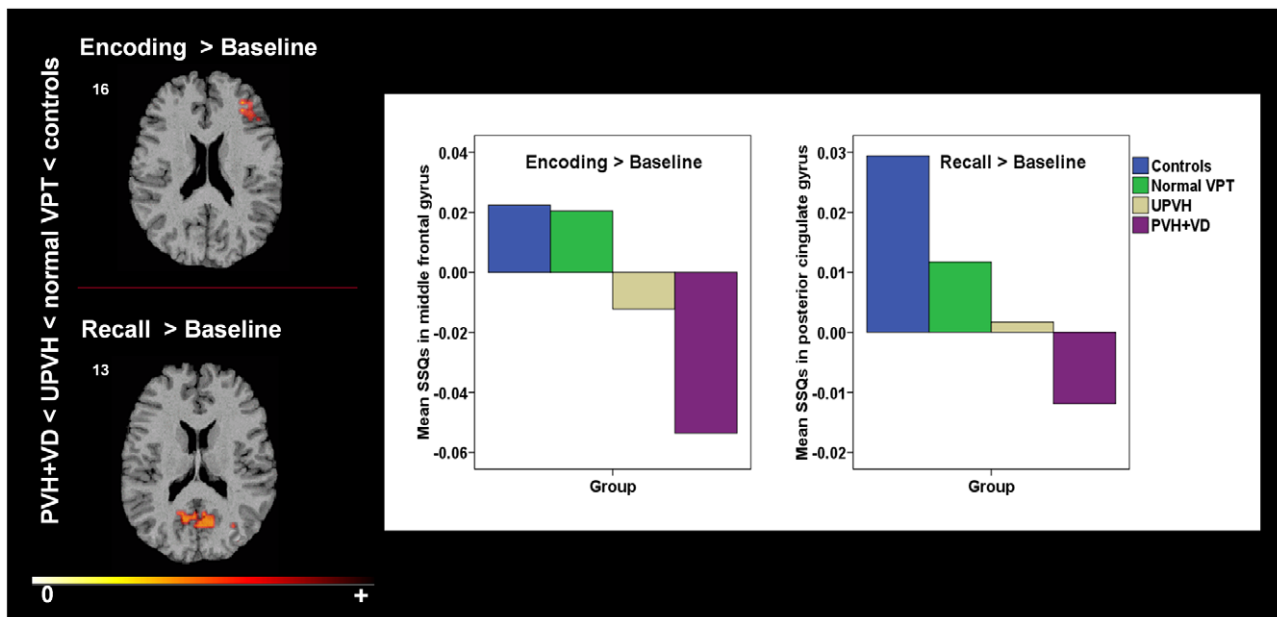 PVH+VD < UPVH < normal VPT < controls
Encoding > Baseline
16
Recall > Baseline
13
0
+
Mean SSQs in middle frontal gyrus
0.04
0.02
0.00
-0.02
-0.04
-0.06
Encoding > Baseline
Group
Mean SSQs in posterior cingulate gyrus
0.03
0.02
0.01
0.00
-0.01
-0.02
Recall > Baseline
Group
Controls
Normal VPT
UPVH
PVH+VD